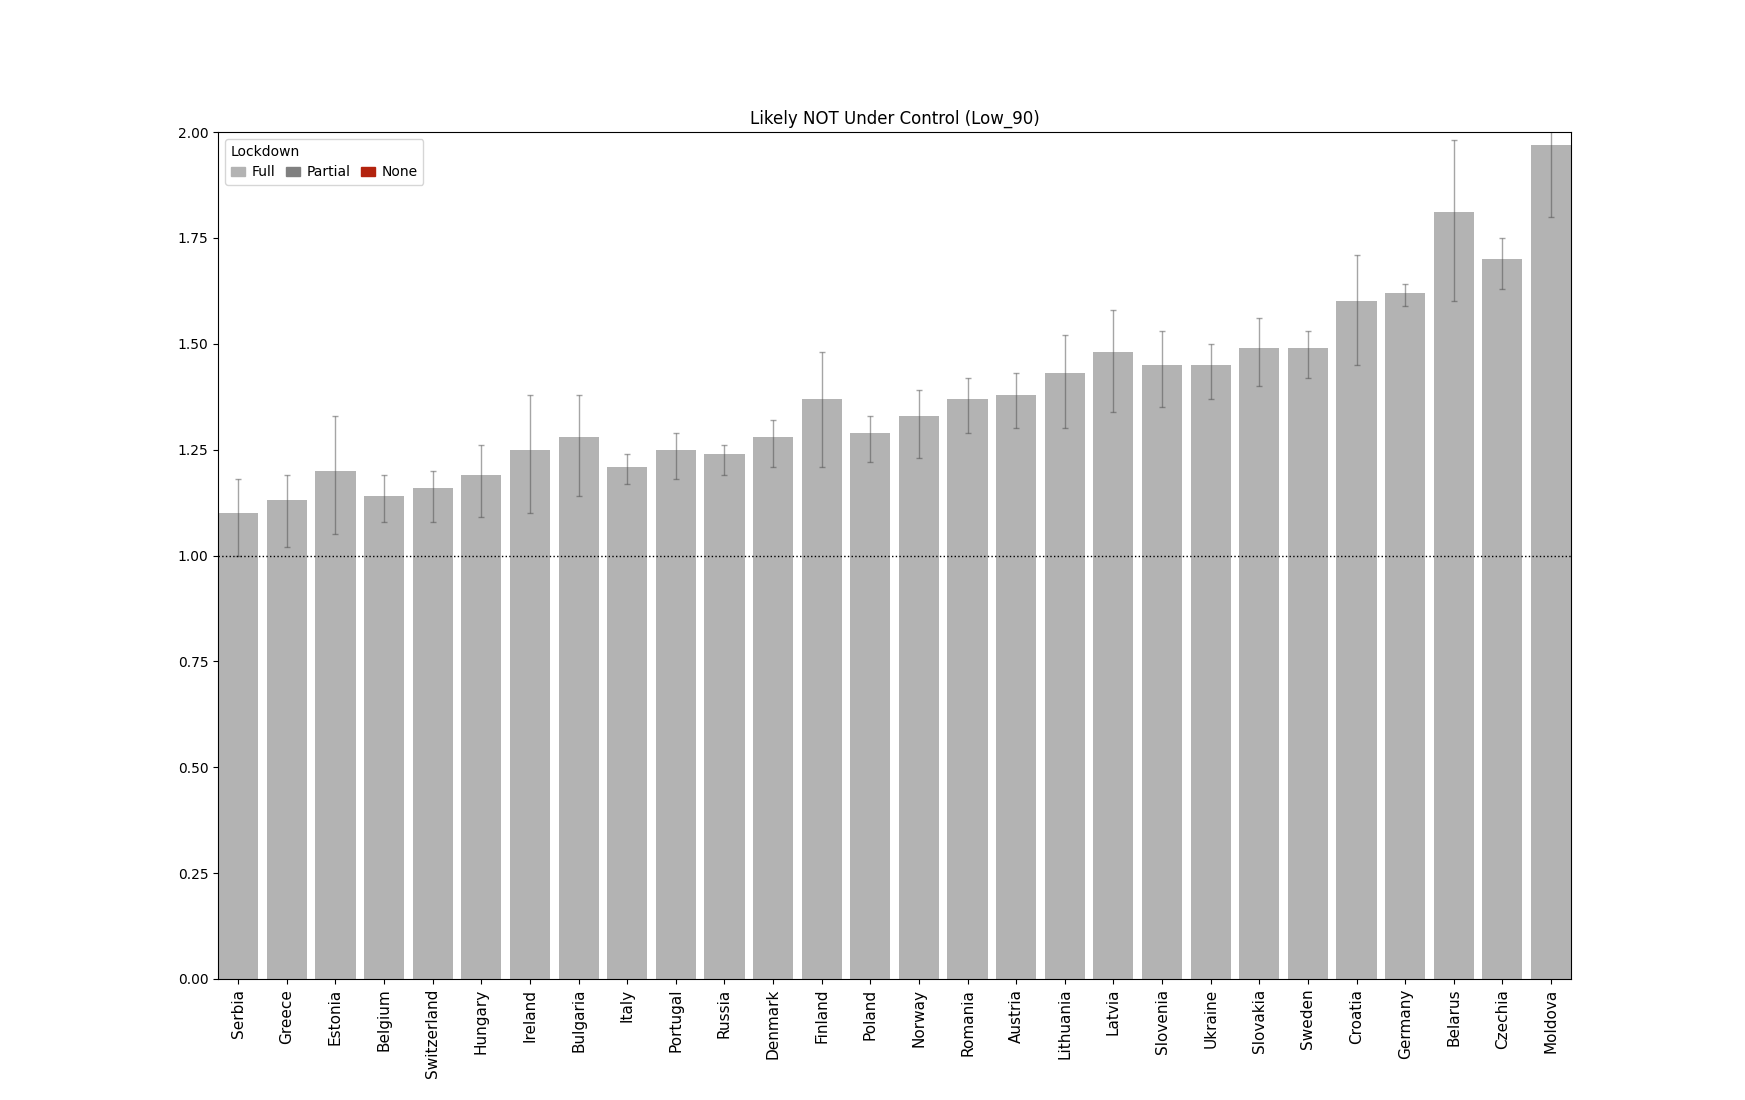 Likely NOT Under Control (Low_90)
Lockdown
Full Partial None
2.00
1.75
1.50
1.25
1.00
0.75
0.50
0.25
0.00
Serbia
Greece
Estonia
Belgium
Switzerland
Hungary
Ireland
Bulgaria
Italy
Portugal
Russia
Denmark
Finland
Poland
Norway
Romania
Austria
Lithuania
Latvia
Slovenia
Ukraine
Slovakia
Sweden
Croatia
Germany
Belarus
Czechia
Moldova